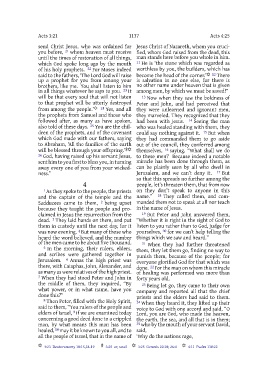 Acts 3:21
1137
Acts 4:25
send Christ Jesus, who was ordained for
you before, 21 whom heaven must receive
until the times of restoration of all things,
which God spoke long ago by the mouth
of his holy prophets. 22 For Moses indeed
said to the fathers, 'The Lord God will raise
up a prophet for you from among your
brothers, like me. You shall listen to him
in all things whatever he says to you. 23 It
will be that every soul that will not listen
to that prophet will be utterly destroyed
from among the people.' 24 Yes, and all
the prophets from Samuel and those who
followed after, as many as have spoken,
also told of these days. 25 You are the chil-
dren of the prophets, and of the covenant
which God made with our fathers, saying
to Abraham, 'All the families of the earth
will be blessed through your offspring.'
26 God, having raised up his servant Jesus,
sent him to you first to bless you, in turning
away every one of you from your wicked-
ness."
4
1 As they spoke to the people, the priests
and the captain of the temple and the
Sadducees came to them, 2 being upset
because they taught the people and pro-
claimed in Jesus the resurrection from the
dead. 3 They laid hands on them, and put
them in custody until the next day, for it
was now evening. 4 But many of those who
heard the word believed, and the number
of the men came to be about five thousand.
5 In the morning, their rulers, elders,
and scribes were gathered together in
Jerusalem. 6 Annas the high priest was
there, with Caiaphas, John, Alexander, and
as many as were relatives of the high priest.
7 When they had stood Peter and John in
the middle of them, they inquired, "By
what power, or in what name, have you
done this?"
8 Then Peter, filled with the Holy Spirit,
said to them, "You rulers of the people and
elders of Israel, 9 if we are examined today
concerning a good deed done to a crippled
man, by what means this man has been
healed, 10 may it be known to you all, and to
all the people of Israel, that in the name of
Jesus Christ of Nazareth, whom you cruci-
fied, whom God raised from the dead, this
man stands here before you whole in him.
11 He is 'the stone which was regarded as
worthless by you, the builders, which has
become the head of the corner.' 12 There
is salvation in no one else, for there is
no other name under heaven that is given
among men, by which we must be saved!"
13 Now when they saw the boldness of
Peter and John, and had perceived that
they were unlearned and ignorant men,
they marveled. They recognized that they
had been with Jesus. 14 Seeing the man
who was healed standing with them, they
could say nothing against it. 15 But when
they had commanded them to go aside
out of the council, they conferred among
themselves, 16 saying, "What shall we do
to these men? Because indeed a notable
miracle has been done through them, as
can be plainly seen by all who dwell in
Jerusalem, and we can't deny it. 17 But
so that this spreads no further among the
people, let's threaten them, that from now
on they don't speak to anyone in this
name." 18 They called them, and com-
manded them not to speak at all nor teach
in the name of Jesus.
19 But Peter and John answered them,
"Whether it is right in the sight of God to
listen to you rather than to God, judge for
yourselves, 20 for we can't help telling the
things which we saw and heard."
21 When they had further threatened
them, they let them go, finding no way to
punish them, because of the people; for
everyone glorified God for that which was
done. 22 For the man on whom this miracle
of healing was performed was more than
forty years old.
23 Being let go, they came to their own
company and reported all that the chief
priests and the elders had said to them.
24 When they heard it, they lifted up their
voice to God with one accord and said, "O
Lord, you are God, who made the heaven,
the earth, the sea, and all that is in them;
25 who by the mouth of your servant David,
said,
'Why do the nations rage,